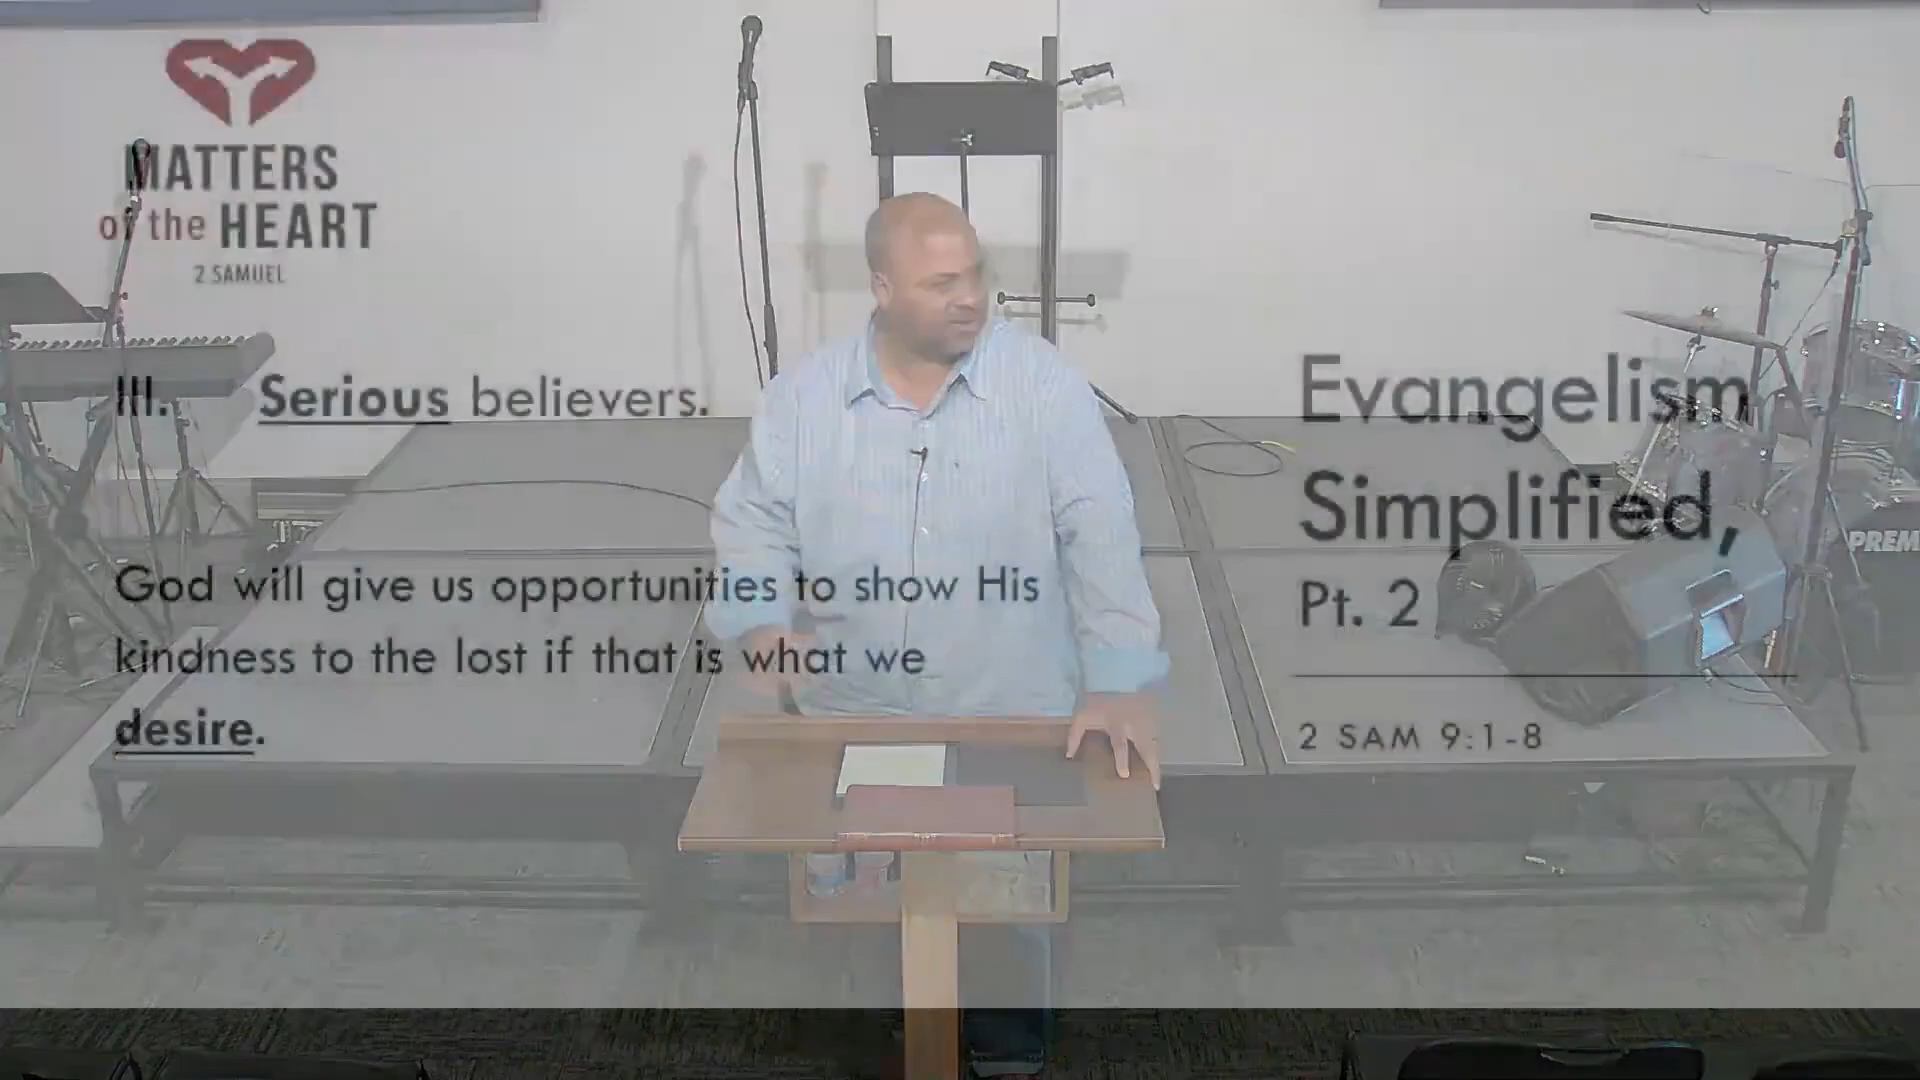 MATTERS
of the HEART
2 SAMUEL
III. Serious believers.
God will give us opportunities to show His
kindness to the lost if that is what we
desire.
Evangelism
Simplified,
Pt. 2
2 SAM 9:1-8
PREM